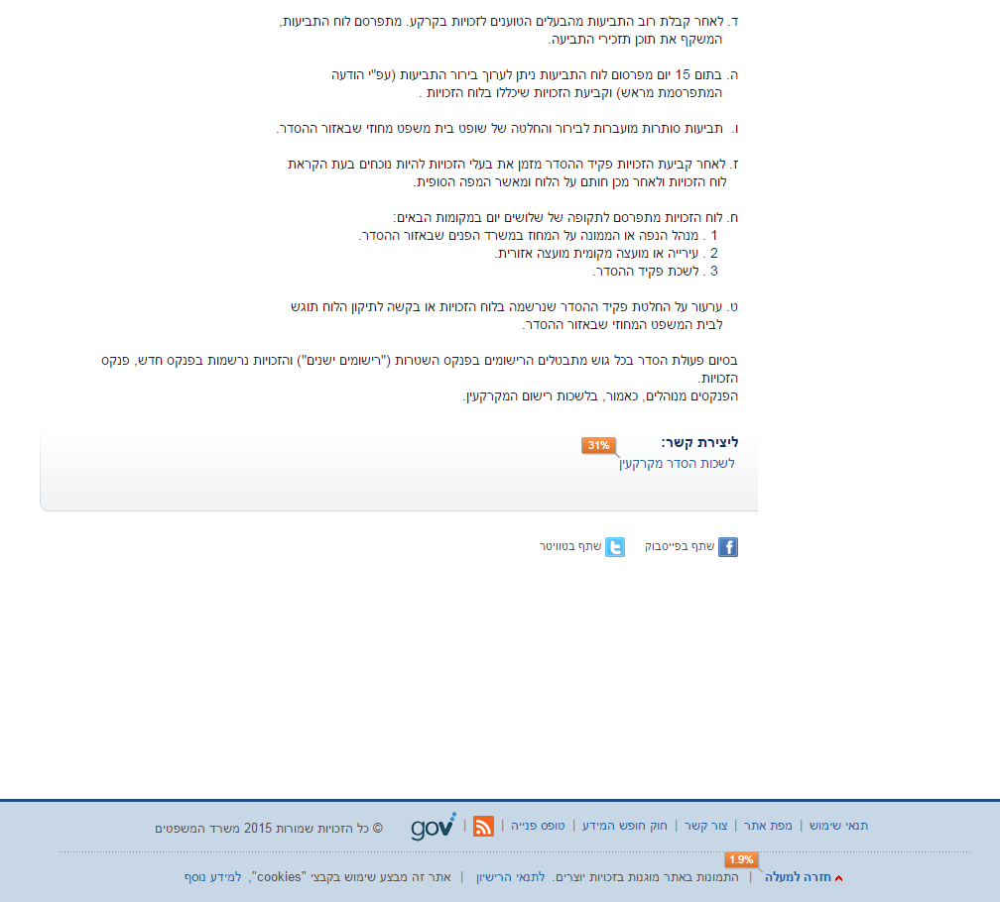 ד. לאחר קבלת רוב התביעות מהבעלים הטוענים לזכויות בקרקע. מתפרסם לוח התביעות,
המשקף את תוכן תזכירי התביעה.
ה. בתום 15 יום מפרסום לוח התביעות ניתן לערוך בירור התביעות (עפ"י הודעה
המתפרסמת מראש) וקביעת הזכויות שיכללו בלוח הזכויות .
ו. תביעות סותרות מועברות לבירור והחלטה של שופט בית משפט מחוזי שבאזור ההסדר.
ז. לאחר קביעת הזכויות פקיד ההסדר מזמן את בעלי הזכויות להיות נוכחים בעת הקראת
לוח הזכויות ולאחר מכן חותם על הלוח ומאשר המפה הסופית.
ח. לוח הזכויות מתפרסם לתקופה של שלושים יום במקומות הבאים:
1 . מנהל הנפה או הממונה על המחוז במשרד הפנים שבאזור ההסדר.
2 . עירייה או מועצה מקומית מועצה אזורית.
3 . לשכת פקיד ההסדר.
ט. ערעור על החלטת פקיד ההסדר שנרשמה בלוח הזכויות או בקשה לתיקון הלוח תוגש
לבית המשפט המחוזי שבאזור ההסדר.
בסיום פעולת הסדר בכל גוש מתבטלים הרישומים בפנקס השטרות ("רישומים ישנים") והזכויות נרשמות בפנקס חדש, פנקס
הזכויות.
הפנקסים מנוהלים, כאמור, בלשכות רישום המקרקעין.
ליצירת קשר:
31%
לשכות הסדר מקרקעין
שתף בפייסבוק שתף בטוויטר
תנאי שימוש | מפת אתר | צור קשר | חוק חופש המידע | טופס פנייה | | gov © כל הזכויות שמורות 2015 משרד המשפטים
1.9%
חזרה למעלה | התמונות באתר מוגנות בזכויות יוצרים. לתנאי הרישיון | אתר זה מבצע שימוש בקבצי "cookies", למידע נוסף